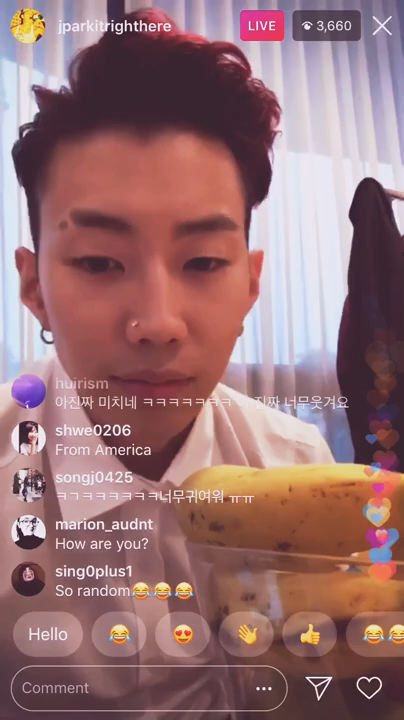 jparkitrighthere
LIVE
3,660
huirism
아진짜 미치네 ㅋㅋㅋㅋㅋㅋㅋ 진짜 너무웃겨요
shwe0206
From America
songj0425
ㅋㄱㅋㅋㅋㅋㅋㅋㅋ너무귀여워 ㅠㅠ
marion_audnt
How are you?
sing0plus1
So random😂😂😂
Hello
Comment